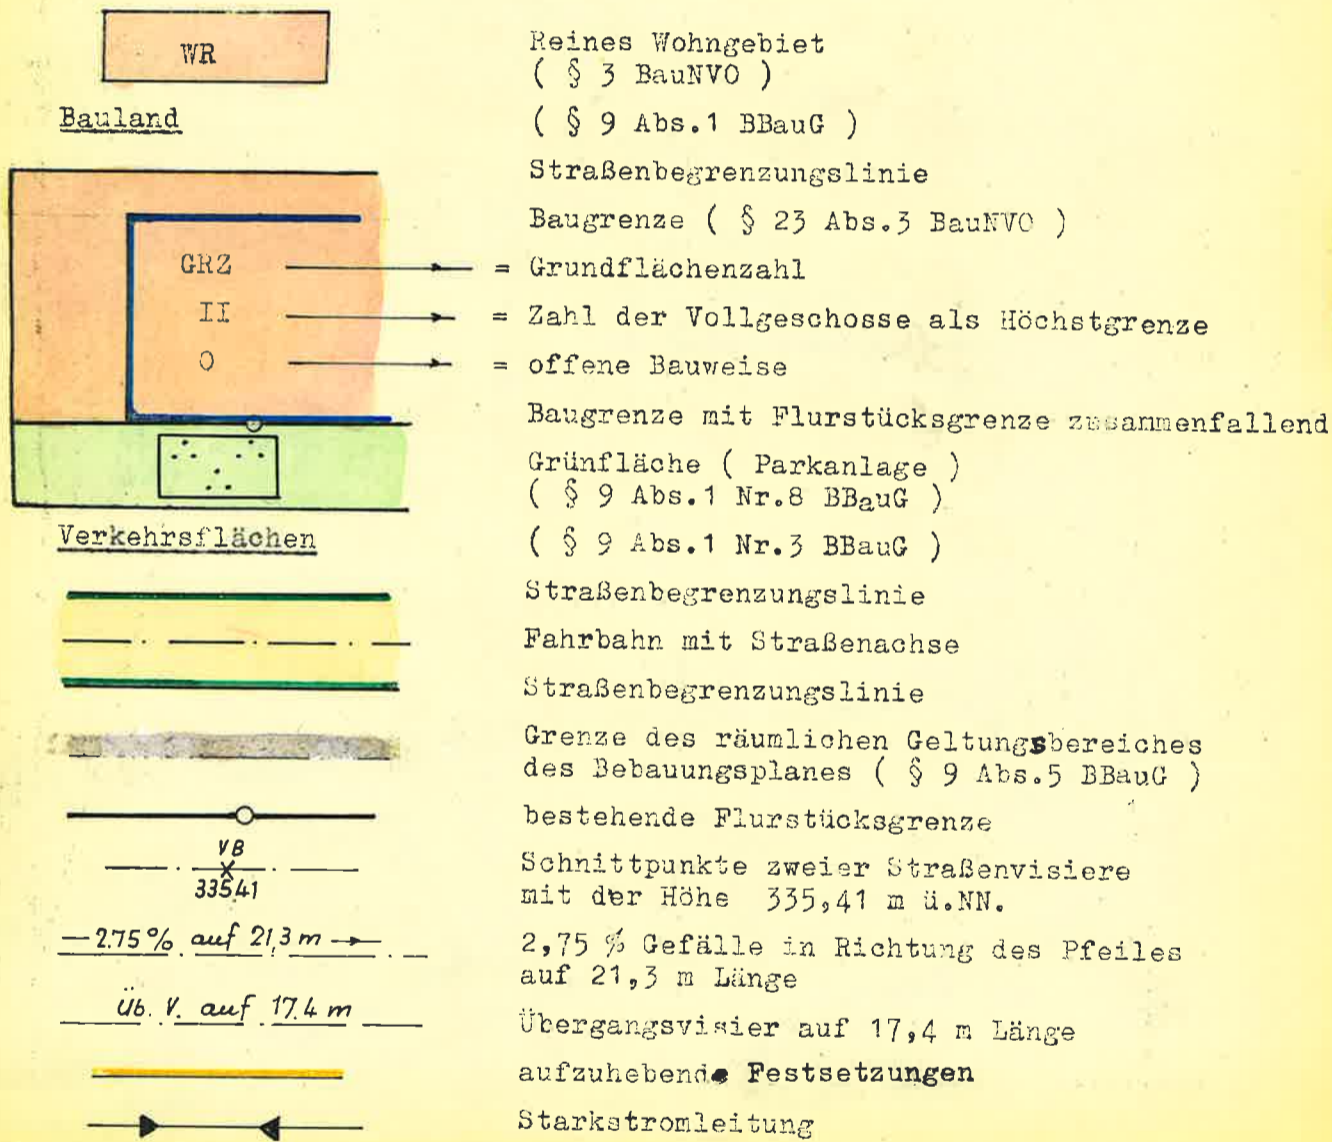 WR
Reines Wohngebiet
( § 3 BauNVO )
Bauland
( § 9 Abs.1 BBauG )
Straßenbegrenzungslinie
Baugrenze ( § 23 Abs.3 BauNVO )
GRZ = Grundflächenzahl
II = Zahl der Vollgeschosse als Höchstgrenze
O = offene Bauweise
Baugrenze mit Flurstücksgrenze zusammenfallend
Grünfläche ( Parkanlage )
( § 9 Abs.1 Nr.8 BBauG )
Verkehrsflächen
( § 9 Abs.1 Nr.3 BBauG )
Straßenbegrenzungslinie
Fahrbahn mit Straßenachse
Straßenbegrenzungslinie
Grenze des räumlichen Geltungsbereiches
des Bebauungsplanes ( § 9 Abs.5 BBauG )
bestehende Flurstücksgrenze
VB
335.41
Schnittpunkte zweier Straßenvisiere
mit der Höhe 335,41 m ü.NN.
2.75% auf 21,3 m
2,75 % Gefälle in Richtung des Pfeiles
auf 21,3 m Länge
Üb. V. auf 17.4 m
Übergangsvisier auf 17,4 m Länge
aufzuhebende Festsetzungen
Starkstromleitung